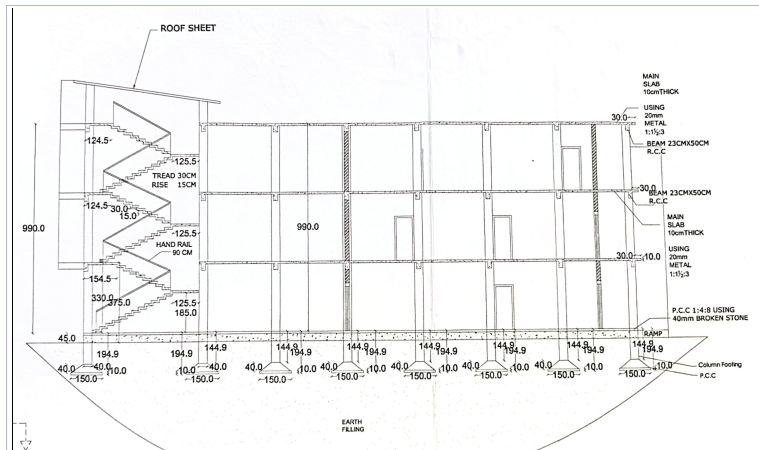 ROOF SHEET
MAIN
SLAB
10cmTHICK
30.0
USING
20mm
METAL
1:1½:3
BEAM 23CMX50CM
R.C.C
124.5
125.5
TREAD 30CM
RISE 15CM
30.0
BEAM 23CMX50CM
R.C.C
124.5
30.0
15.0
MAIN
SLAB
10cmTHICK
990.0
990.0
125.5
HAND RAIL
90 CM
30.0
10.0
USING
20mm
METAL
1:1½:3
154.5
330.0
375.0
125.5
185.0
P.C.C 1:4:8 USING
40mm BROKEN STONE
RAMP
45.0
194.9
194.9
144.9
144.9
194.9
194.9
144.9
194.9
144.9
194.9
144.9
194.9
144.9
194.9
144.9
194.9
40.0
10.0
40.0
10.0
40.0
10.0
40.0
10.0
40.0
10.0
40.0
10.0
40.0
10.0
40.0
10.0
150.0
150.0
150.0
150.0
150.0
150.0
150.0
150.0
Column Footing
P.C.C
EARTH
FILLING